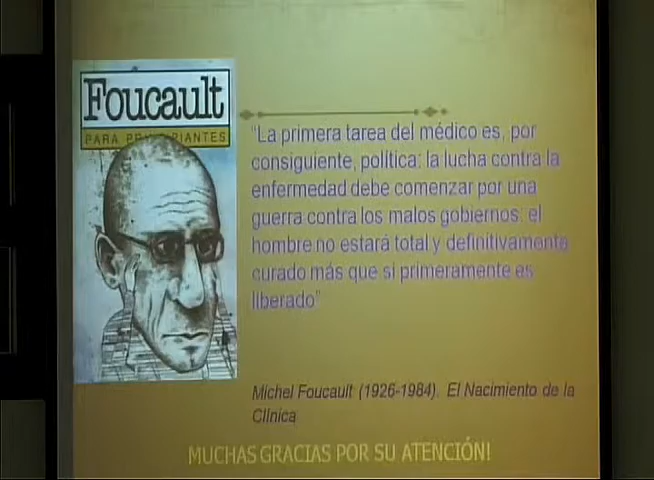 Foucault
PARA PRINCIPIANTES
"La primera tarea del médico es, por
consiguiente, política: la lucha contra la
enfermedad debe comenzar por una
guerra contra los malos gobiernos: el
hombre no estará total y definitivamente
curado más que si primeramente es
liberado"
Michel Foucault (1926-1984). El Nacimiento de la
Clínica
MUCHAS GRACIAS POR SU ATENCIÓN!